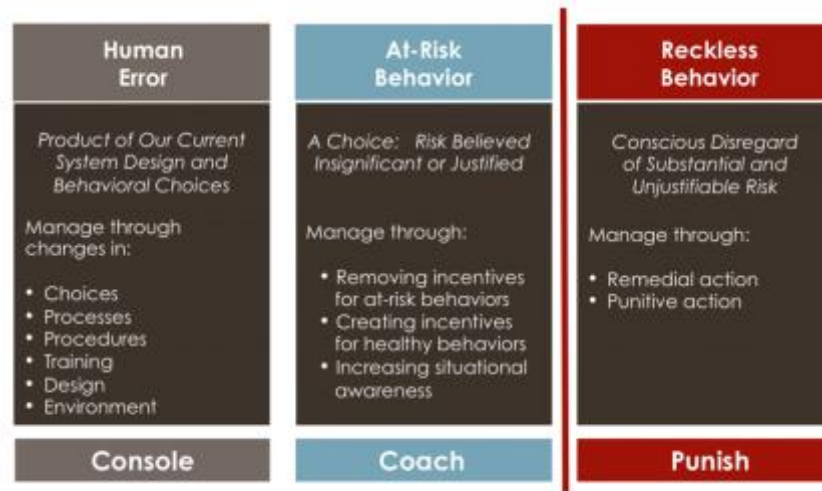 Human
Error
Product of Our Current
System Design and
Behavioral Choices
Manage through
changes in:
• Choices
• Processes
• Procedures
• Training
• Design
• Environment
Console
At-Risk
Behavior
A Choice: Risk Believed
Insignificant or Justified
Manage through:
• Removing incentives
for at-risk behaviors
• Creating incentives
for healthy behaviors
• Increasing situational
awareness
Coach
Reckless
Behavior
Conscious Disregard
of Substantial and
Unjustifiable Risk
Manage through:
• Remedial action
• Punitive action
Punish